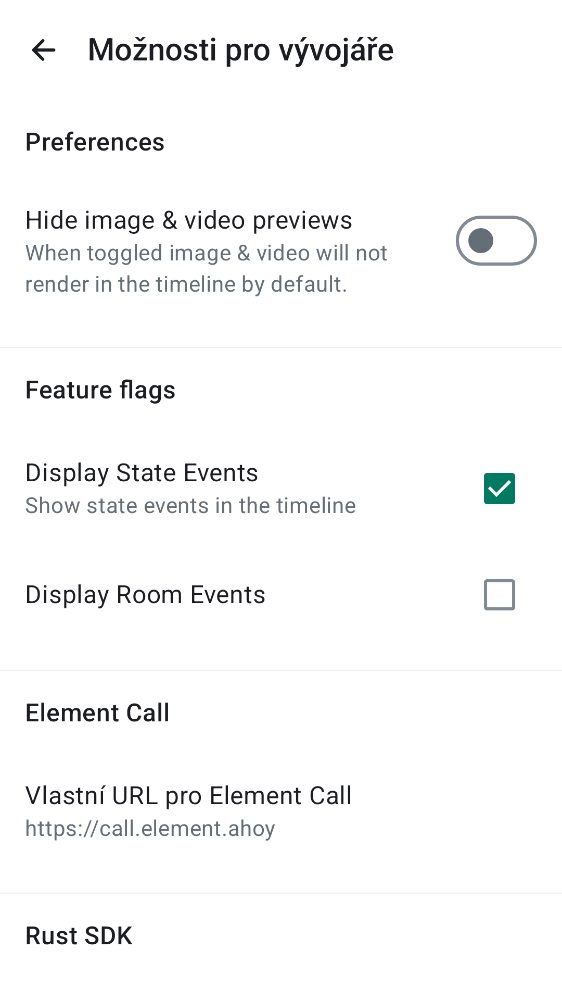 Možnosti pro vývojáře
Preferences
Hide image & video previews
When toggled image & video will not
render in the timeline by default.
Feature flags
Display State Events
Show state events in the timeline
Display Room Events
Element Call
Vlastní URL pro Element Call
https://call.element.ahoy
Rust SDK